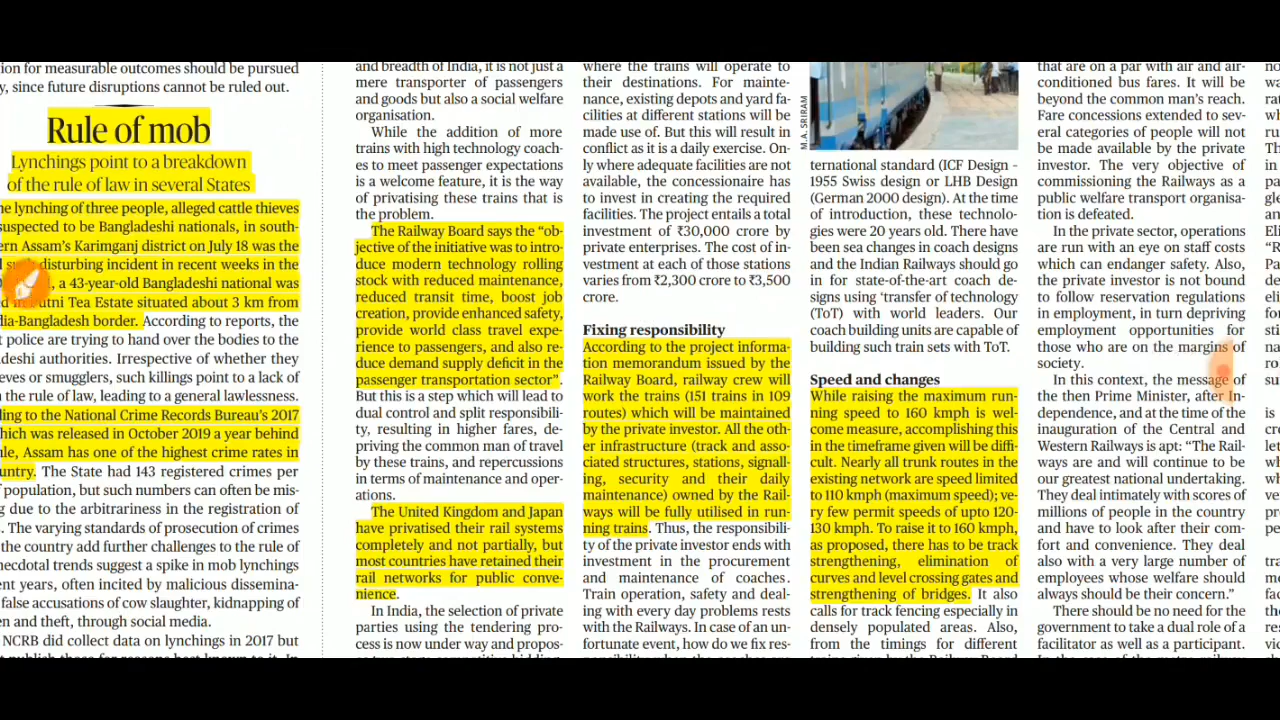 ion for measurable outcomes should be pursued
y, since future disruptions cannot be ruled out.
Rule of mob
Lynchings point to a breakdown
of the rule of law in several States
ne lynching of three people, alleged cattle thieves
suspected to be Bangladeshi nationals, in south-
ern Assam's Karimganj district on July 18 was the
disturbing incident in recent weeks in the
a 43-year-old Bangladeshi national was
utni Tea Estate situated about 3 km from
dia-Bangladesh border. According to reports, the
t police are trying to hand over the bodies to the
adeshi authorities. Irrespective of whether they
eves or smugglers, such killings point to a lack of
n the rule of law, leading to a general lawlessness.
ding to the National Crime Records Bureau's 2017
which was released in October 2019 a year behind
ule, Assam has one of the highest crime rates in
untry. The State had 143 registered crimes per
f population, but such numbers can often be mis-
g due to the arbitrariness in the registration of
. The varying standards of prosecution of crimes
the country add further challenges to the rule of
necdotal trends suggest a spike in mob lynchings
ent years, often incited by malicious dissemina-
false accusations of cow slaughter, kidnapping of
en and theft, through social media.
NCRB did collect data on lynchings in 2017 but
and breadth of India, it is not just a
mere transporter of passengers
and goods but also a social welfare
organisation.
While the addition of more
trains with high technology coach-
es to meet passenger expectations
is a welcome feature, it is the way
of privatising these trains that is
the problem.
The Railway Board says the "ob-
jective of the initiative was to intro-
duce modern technology rolling
stock with reduced maintenance,
reduced transit time, boost job
creation, provide enhanced safety,
provide world class travel expe-
rience to passengers, and also re-
duce demand supply deficit in the
passenger transportation sector".
But this is a step which will lead to
dual control and split responsibili-
ty, resulting in higher fares, de-
priving the common man of travel
by these trains, and repercussions
in terms of maintenance and oper-
ations.
The United Kingdom and Japan
have privatised their rail systems
completely and not partially, but
most countries have retained their
rail networks for public conve-
nience.
In India, the selection of private
parties using the tendering pro-
cess is now under way and propos-
where the trains will operate to
their destinations. For mainte-
nance, existing depots and yard fa-
cilities at different stations will be
made use of. But this will result in
conflict as it is a daily exercise. On-
ly where adequate facilities are not
available, the concessionaire has
to invest in creating the required
facilities. The project entails a total
investment of ₹30,000 crore by
private enterprises. The cost of in-
vestment at each of those stations
varies from ₹2,300 crore to ₹3,500
crore.
Fixing responsibility
According to the project informa-
tion memorandum issued by the
Railway Board, railway crew will
work the trains (151 trains in 109
routes) which will be maintained
by the private investor. All the oth-
er infrastructure (track and asso-
ciated structures, stations, signall-
ing, security and their daily
maintenance) owned by the Rail-
ways will be fully utilised in run-
ning trains. Thus, the responsibili-
ty of the private investor ends with
investment in the procurement
and maintenance of coaches.
Train operation, safety and deal-
ing with every day problems rests
with the Railways. In case of an un-
fortunate event, how do we fix res-
M.A. SRIRAM
ternational standard (ICF Design -
1955 Swiss design or LHB Design
(German 2000 design). At the time
of introduction, these technolo-
gies were 20 years old. There have
been sea changes in coach designs
and the Indian Railways should go
in for state-of-the-art coach de-
signs using 'transfer of technology
(ToT) with world leaders. Our
coach building units are capable of
building such train sets with ToT.
Speed and changes
While raising the maximum run-
ning speed to 160 kmph is wel-
come measure, accomplishing this
in the timeframe given will be diffi-
cult. Nearly all trunk routes in the
existing network are speed limited
to 110 kmph (maximum speed); ve-
ry few permit speeds of upto 120-
130 kmph. To raise it to 160 kmph,
as proposed, there has to be track
strengthening, elimination of
curves and level crossing gates and
strengthening of bridges. It also
calls for track fencing especially in
densely populated areas. Also,
from the timings for different
that are on a par with air and air-
conditioned bus fares. It will be
beyond the common man's reach.
Fare concessions extended to sev-
eral categories of people will not
be made available by the private
investor. The very objective of
commissioning the Railways as a
public welfare transport organisa-
tion is defeated.
In the private sector, operations
are run with an eye on staff costs
which can endanger safety. Also,
the private investor is not bound
to follow reservation regulations
in employment, in turn depriving
employment opportunities for
those who are on the margins of
society.
In this context, the message of
the then Prime Minister, after In-
dependence, and at the time of the
inauguration of the Central and
Western Railways is apt: "The Rail-
ways are and will continue to be
our greatest national undertaking.
They deal intimately with scores of
millions of people in the country
and have to look after their com-
fort and convenience. They deal
also with a very large number of
employees whose welfare should
always should be their concern."
There should be no need for the
government to take a dual role of a
facilitator as well as a participant.